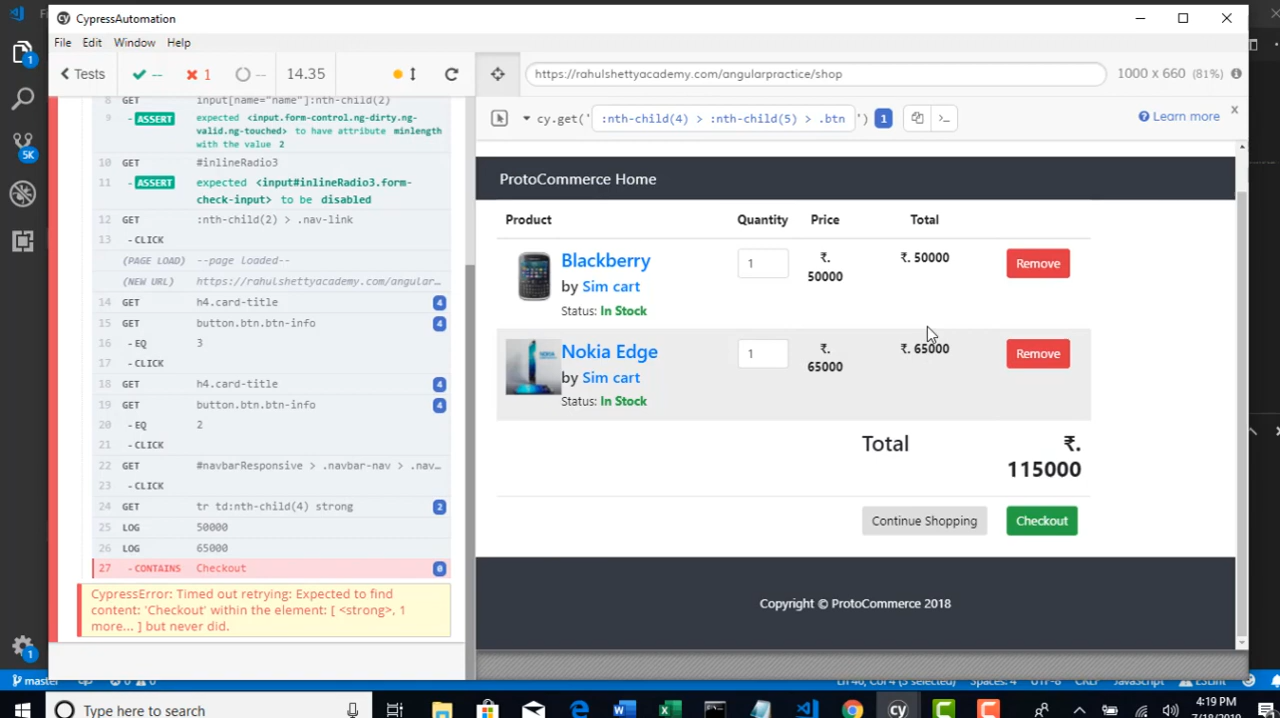 CypressAutomation
File Edit Window Help
Tests -- 1 -- 14.35
https://rahulshettyacademy.com/angularpractice/shop
1000 x 660 (81%)
cy.get(' :nth-child(4) > :nth-child(5) > .btn ') 1
Learn more
8 GET input[name="name"]:nth-child(2)
9 - ASSERT expected <input.form-control.ng-dirty.ng-
valid.ng-touched> to have attribute minlength
with the value 2
10 GET #inlineRadio3
11 - ASSERT expected <input#inlineRadio3.form-
check-input> to be disabled
12 GET :nth-child(2) > .nav-link
13 - CLICK
(PAGE LOAD) --page loaded--
(NEW URL) https://rahulshettyacademy.com/angular...
14 GET h4.card-title 4
15 GET button.btn.btn-info 4
16 - EQ 3
17 - CLICK
18 GET h4.card-title 4
19 GET button.btn.btn-info 4
20 - EQ 2
21 - CLICK
22 GET #navbarResponsive > .navbar-nav > .nav...
23 - CLICK
24 GET tr td:nth-child(4) strong 2
25 LOG 50000
26 LOG 65000
27 - CONTAINS Checkout 0
CypressError: Timed out retrying: Expected to find
content: 'Checkout' within the element: [ <strong>, 1
more... ] but never did.
ProtoCommerce Home
Product Quantity Price Total
Blackberry
by Sim cart
Status: In Stock
1
₹.
50000
₹. 50000
Remove
Nokia Edge
by Sim cart
Status: In Stock
1
₹.
65000
₹. 65000
Remove
Total ₹.
115000
Continue Shopping Checkout
Copyright © ProtoCommerce 2018
1
5K
1
master
Type here to search
4:19 PM